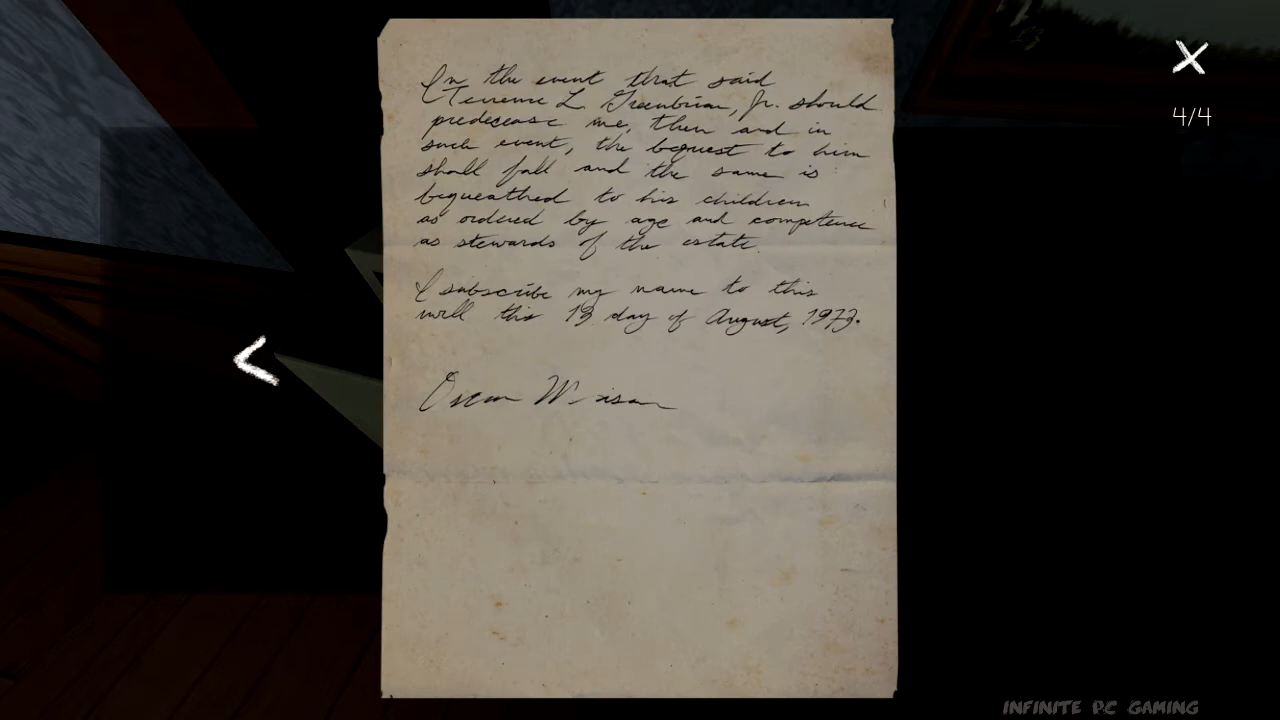 In the event that said
Terrence L. Greenbriar, Jr. should
predecease me, then and in
such event, the bequest to him
shall fall and the same is
bequeathed to his children
as ordered by age and competence
as stewards of the estate.
I subscribe my name to this
will this 13 day of August, 1973.
Oscar
4/4
INFINITE PC GAMING